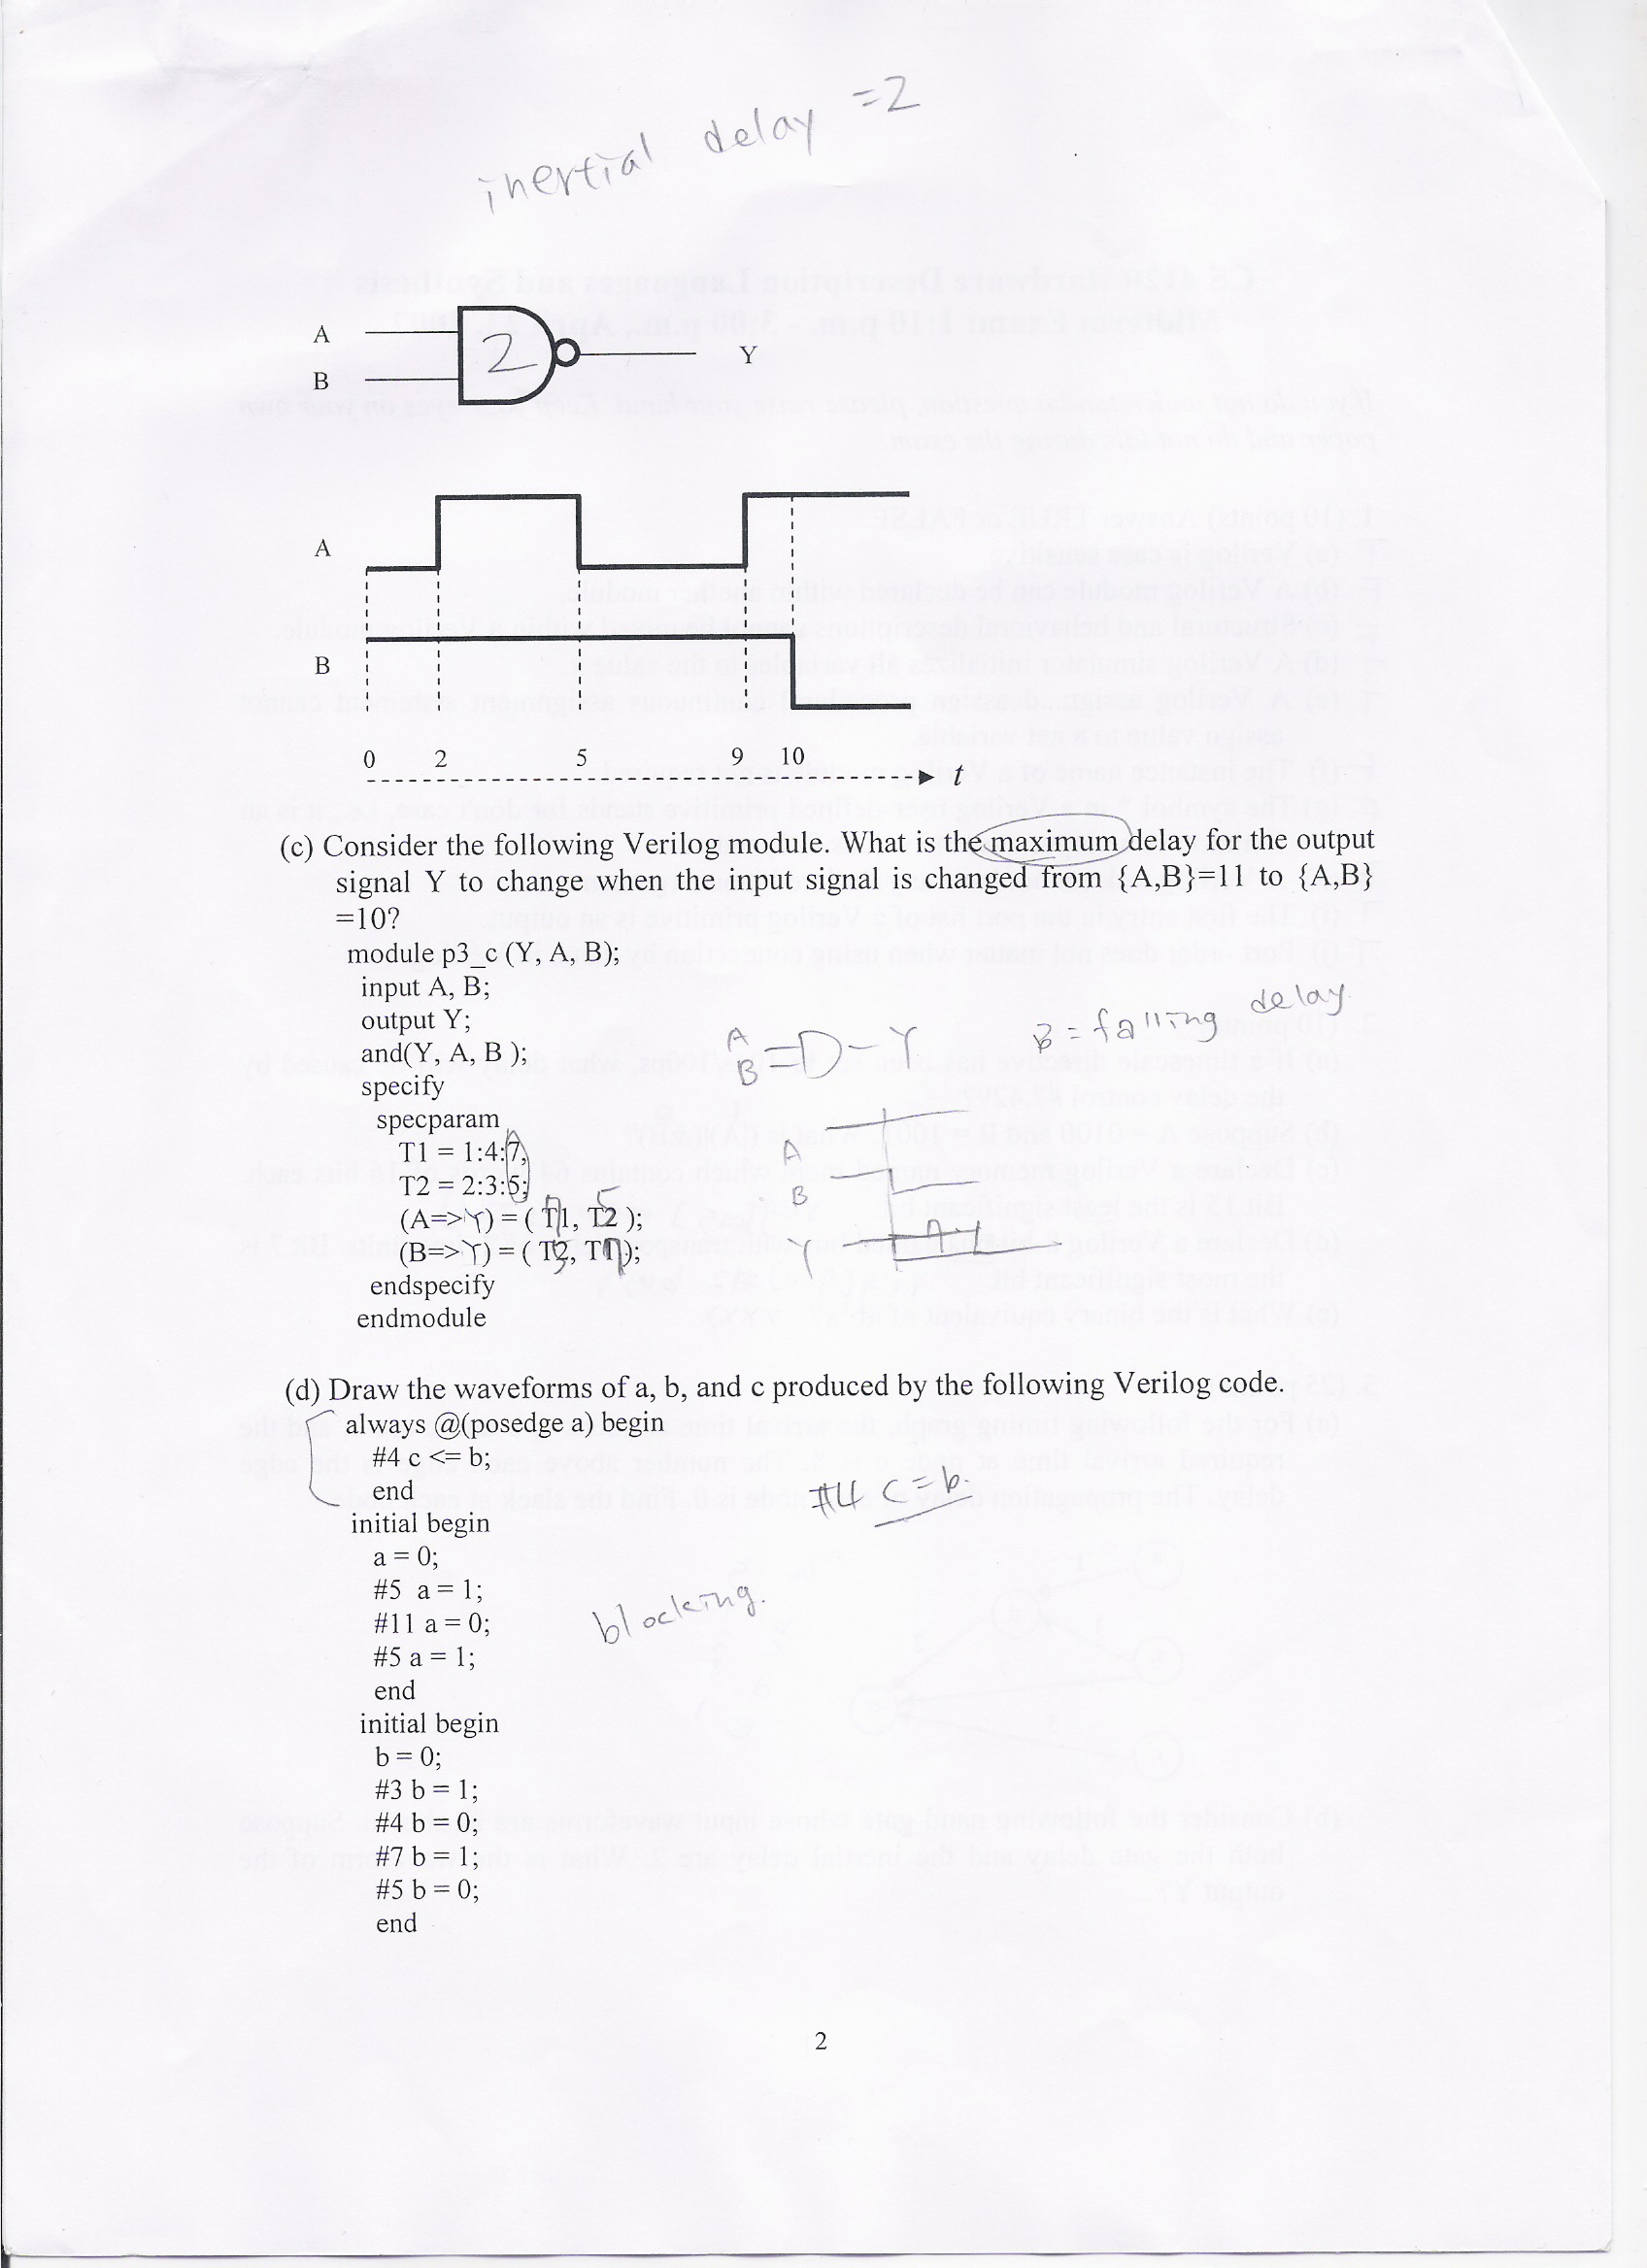 inertial delay =2
A
B
2
Y
A
B
0 2 5 9 10
t
(c) Consider the following Verilog module. What is the maximum delay for the output
signal Y to change when the input signal is changed from {A,B}=11 to {A,B}
=10?
module p3_c (Y, A, B);
input A, B;
output Y;
and(Y, A, B );
specify
specparam
T1 = 1:4:7,
T2 = 2:3:5;
(A=>Y) = ( T1, T2 );
(B=>Y) = ( T2, T1 );
endspecify
endmodule
A
B
Y
B = falling delay
A
B
Y
(d) Draw the waveforms of a, b, and c produced by the following Verilog code.
always @(posedge a) begin
#4 c <= b;
end
#4 c = b.
initial begin
a = 0;
#5 a = 1;
#11 a = 0;
#5 a = 1;
end
blocking.
initial begin
b = 0;
#3 b = 1;
#4 b = 0;
#7 b = 1;
#5 b = 0;
end
2